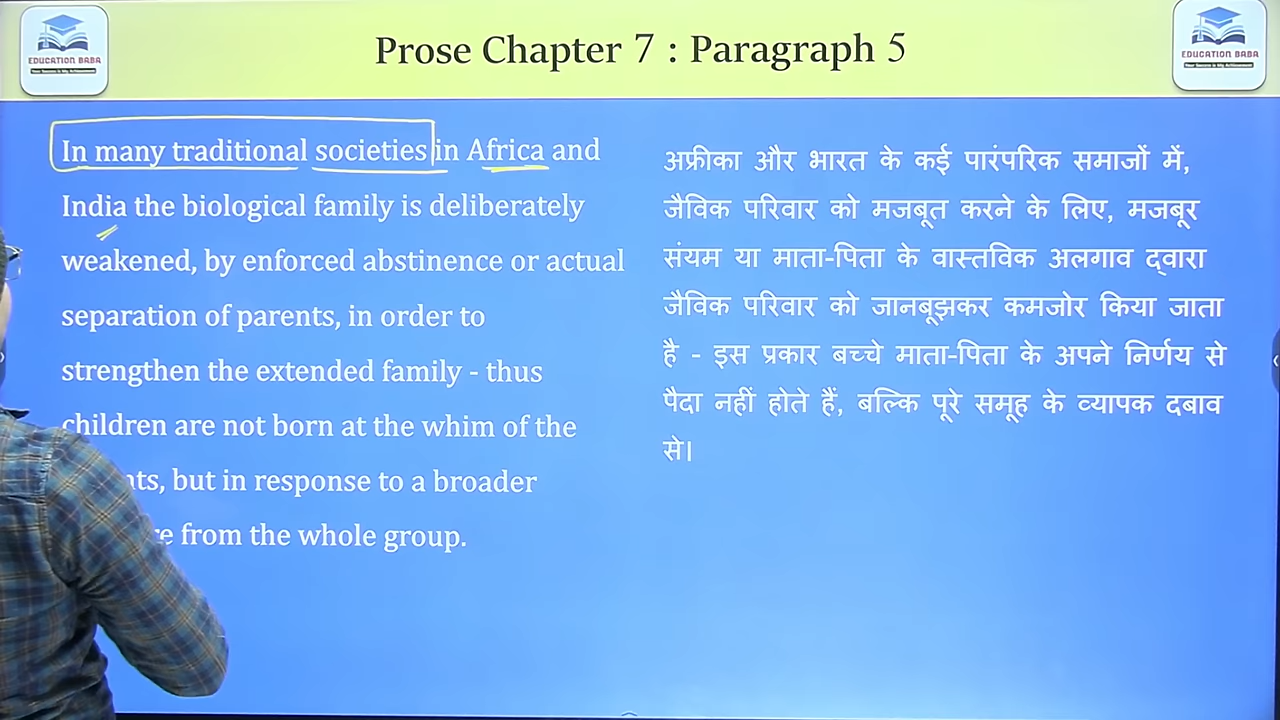 Prose Chapter 7 : Paragraph 5
EDUCATION BABA
EDUCATION BABA
In many traditional societies in Africa and
India the biological family is deliberately
weakened, by enforced abstinence or actual
separation of parents, in order to
strengthen the extended family - thus
children are not born at the whim of the
but in response to a broader
from the whole group.
अफ्रीका और भारत के कई पारंपरिक समाजों में,
जैविक परिवार को मजबूत करने के लिए, मजबूर
संयम या माता-पिता के वास्तविक अलगाव द्वारा
जैविक परिवार को जानबूझकर कमजोर किया जाता
है - इस प्रकार बच्चे माता-पिता के अपने निर्णय से
पैदा नहीं होते हैं, बल्कि पूरे समूह के व्यापक दबाव
से।